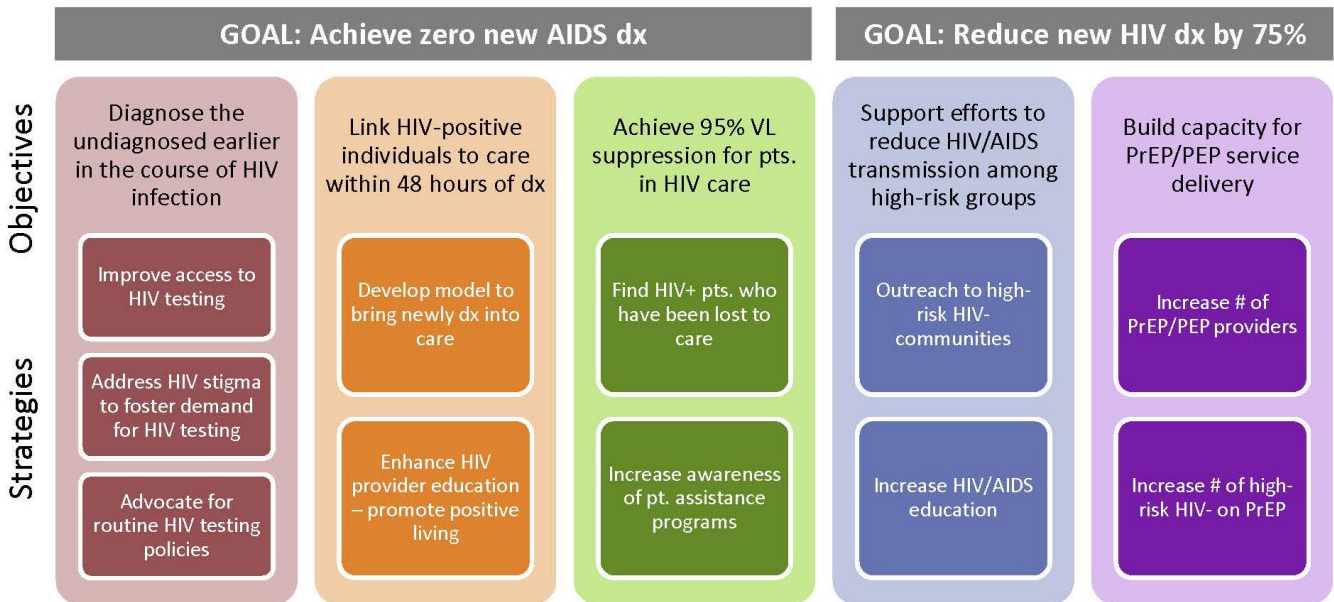 GOAL: Achieve zero new AIDS dx
GOAL: Reduce new HIV dx by 75%
Objectives
Diagnose the
undiagnosed earlier
in the course of HIV
infection
Link HIV-positive
individuals to care
within 48 hours of dx
Achieve 95% VL
suppression for pts.
in HIV care
Support efforts to
reduce HIV/AIDS
transmission among
high-risk groups
Build capacity for
PrEP/PEP service
delivery
Strategies
Improve access to
HIV testing
Address HIV stigma
to foster demand
for HIV testing
Advocate for
routine HIV testing
policies
Develop model to
bring newly dx into
care
Enhance HIV
provider education
– promote positive
living
Find HIV+ pts. who
have been lost to
care
Increase awareness
of pt. assistance
programs
Outreach to high-
risk HIV-
communities
Increase HIV/AIDS
education
Increase # of
PrEP/PEP providers
Increase # of high-
risk HIV- on PrEP